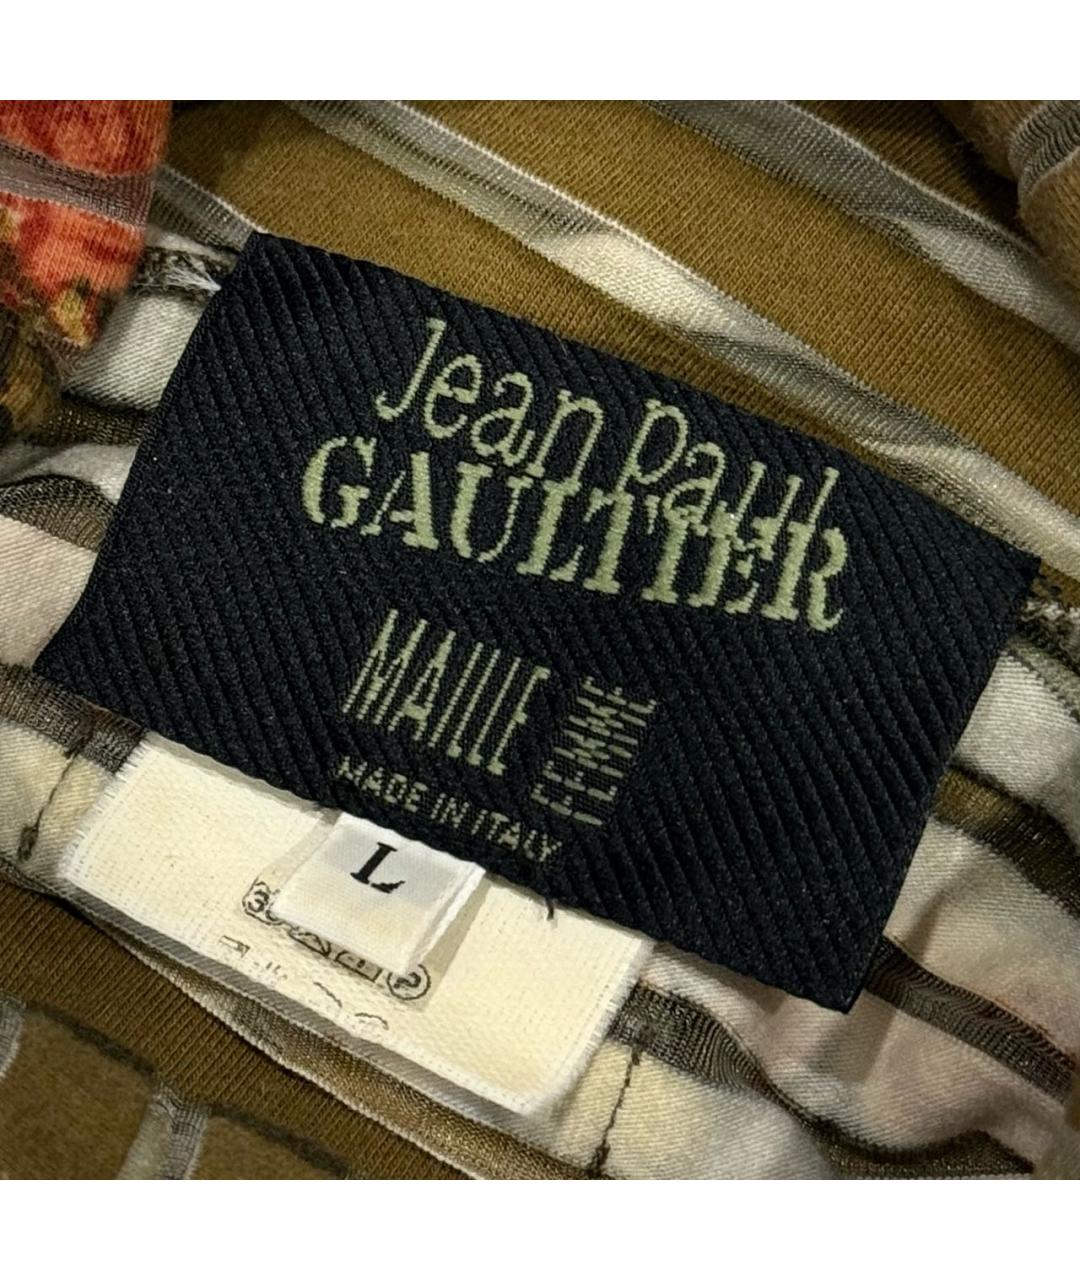 Jean Paul
GAULTIER
MAILLE
FEMME
MADE IN ITALY
L